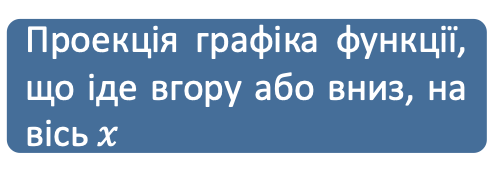 Проекція графіка функції,
що іде вгору або вниз, на
вісь 𝑥